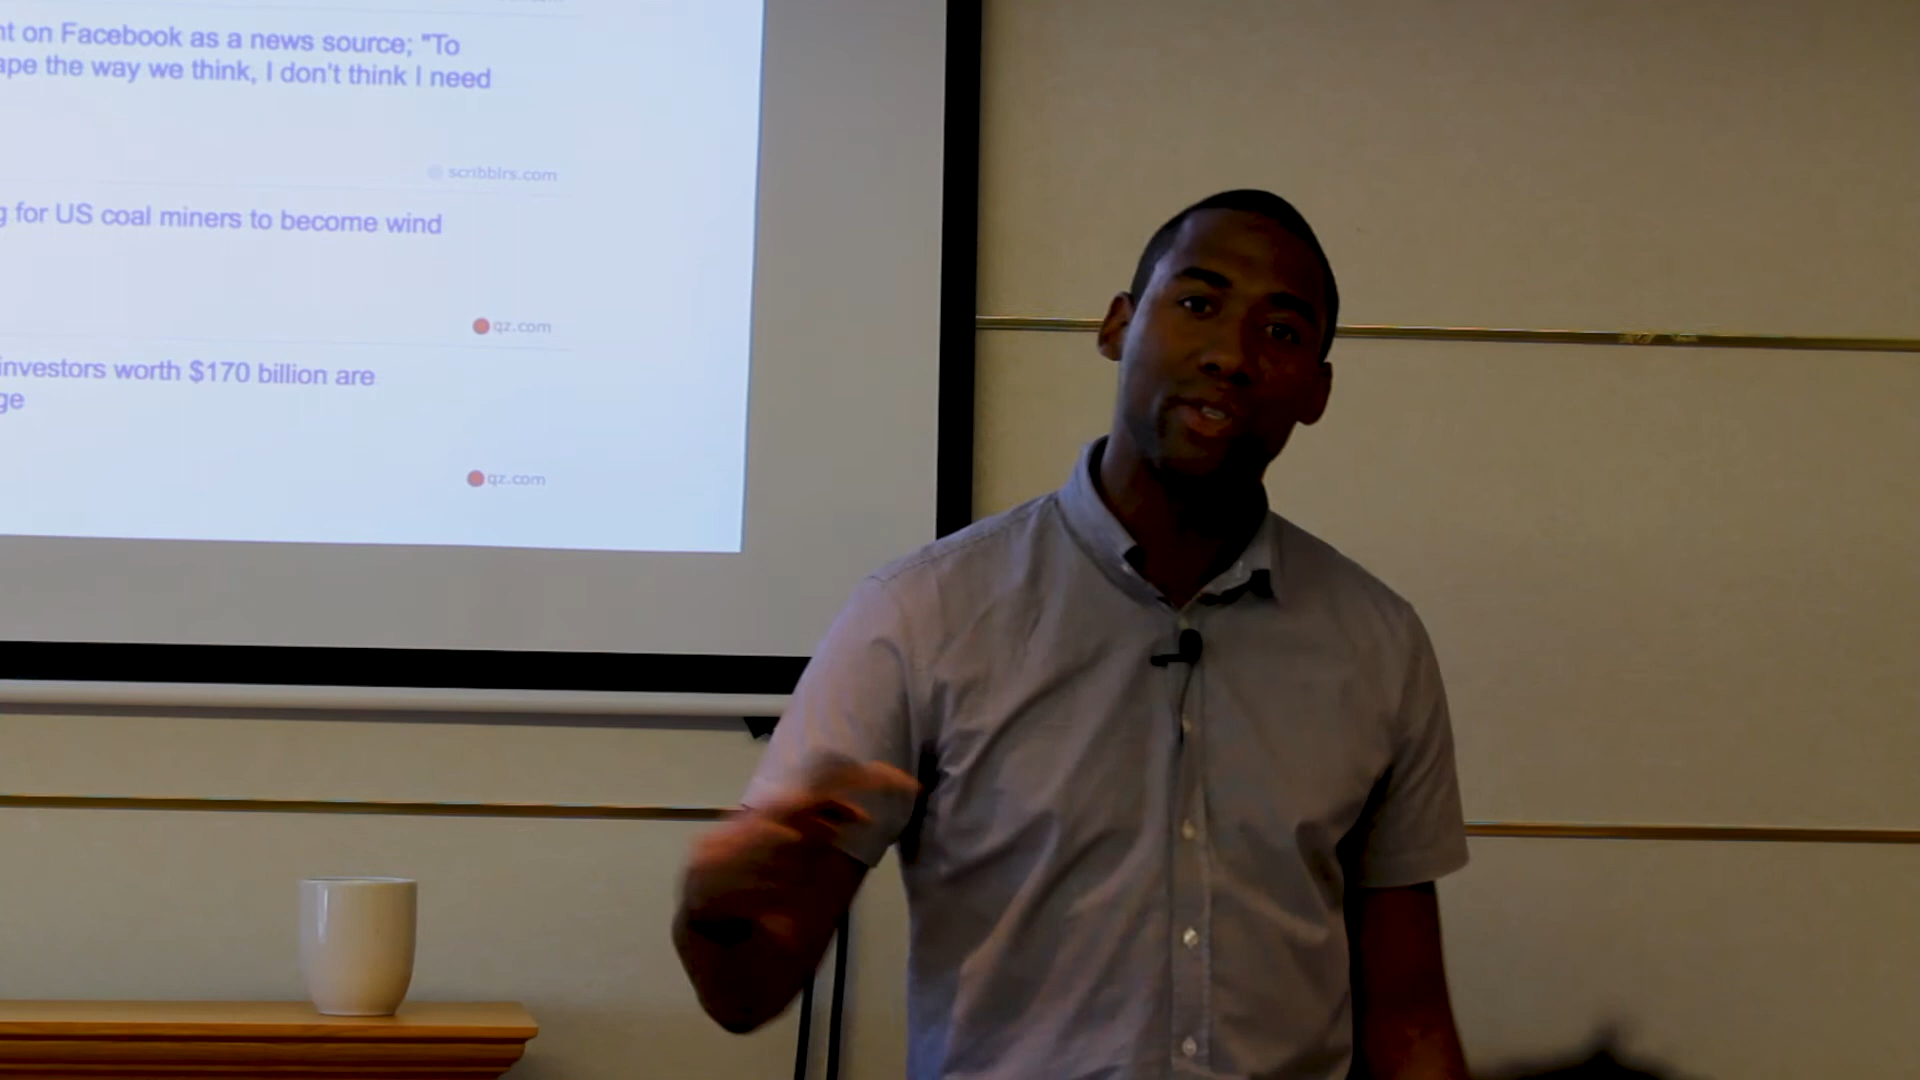 nt on Facebook as a news source; "To
ape the way we think, I don't think I need
scribblrs.com
g for US coal miners to become wind
qz.com
investors worth $170 billion are
ge
qz.com